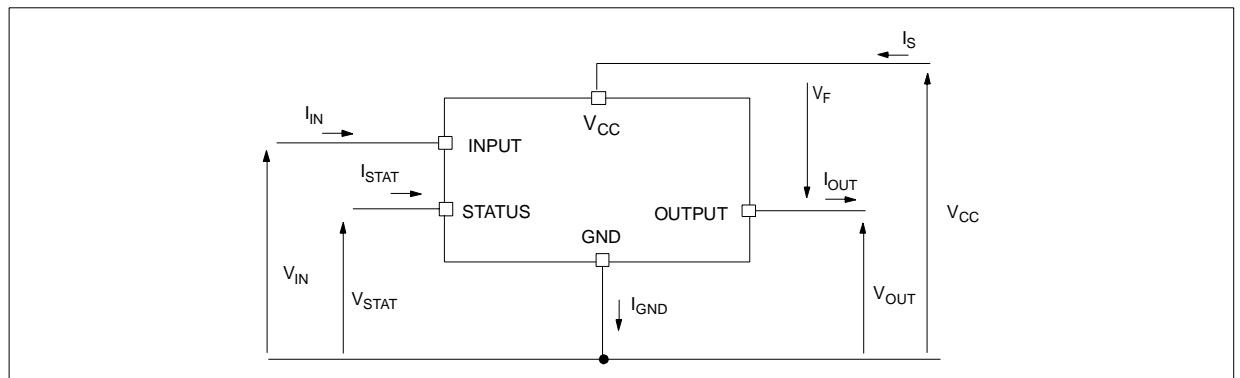 I_S
V_F
I_IN
V_CC
INPUT
I_STAT
I_OUT
STATUS
OUTPUT
V_CC
GND
V_IN
V_STAT
I_GND
V_OUT